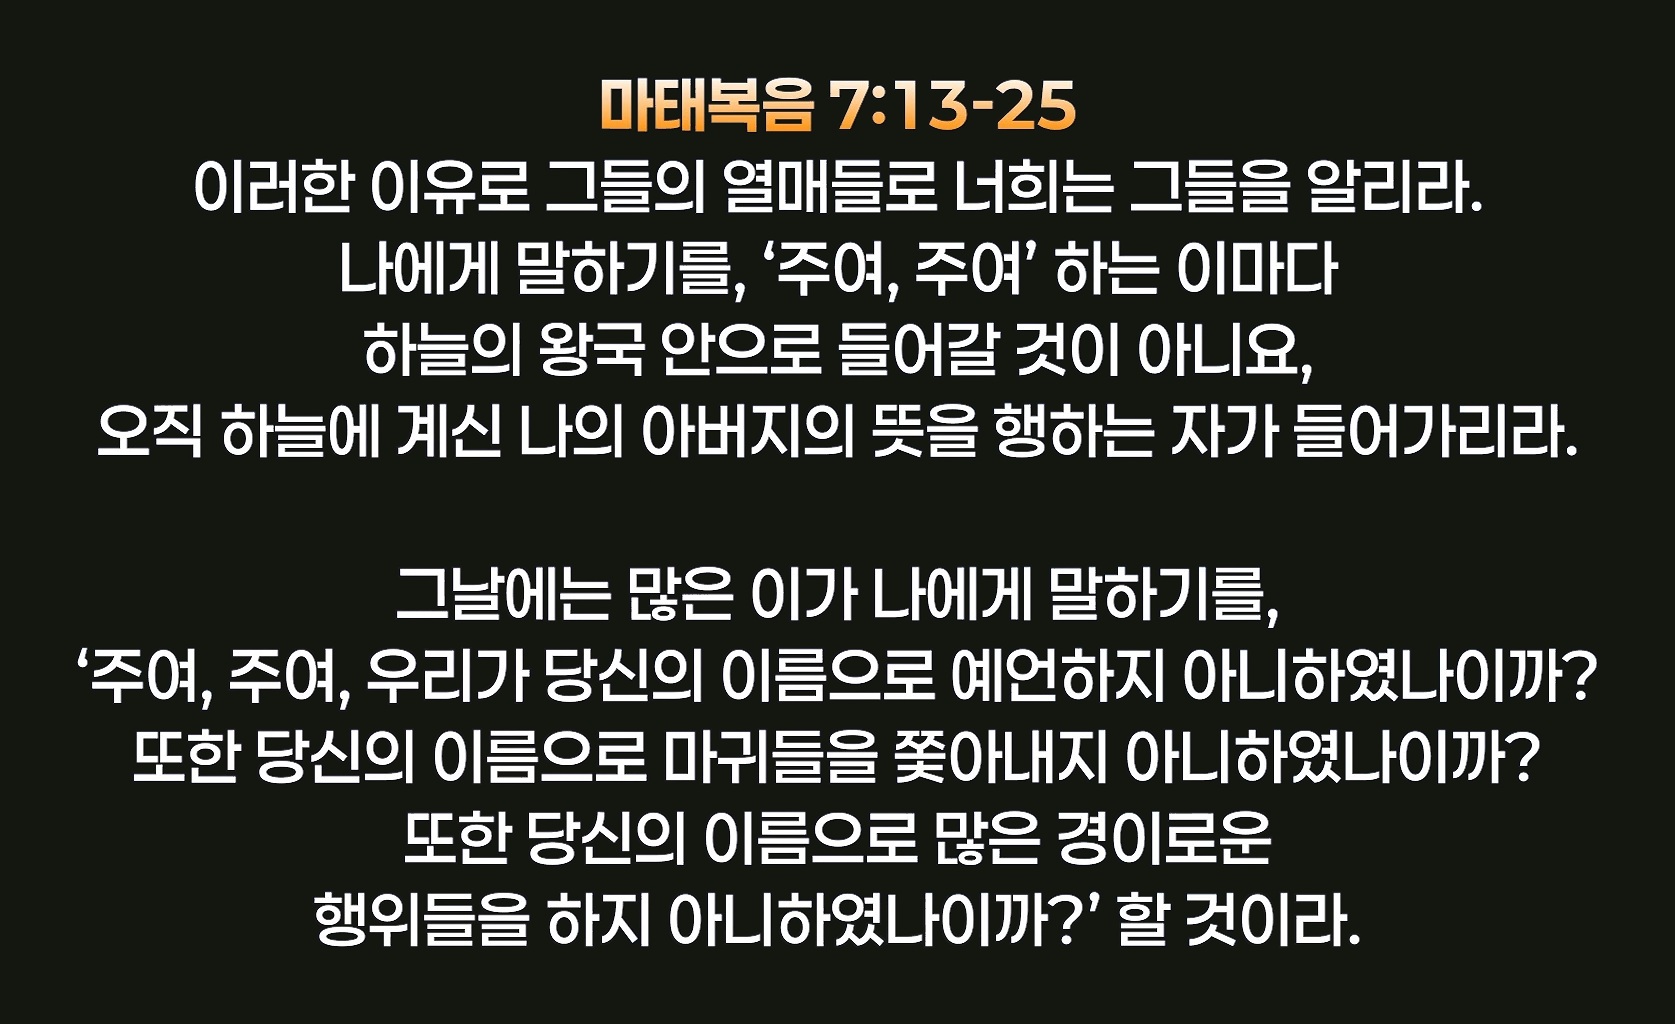 마태복음 7:13-25
이러한 이유로 그들의 열매들로 너희는 그들을 알리라.
나에게 말하기를, ‘주여, 주여’ 하는 이마다
하늘의 왕국 안으로 들어갈 것이 아니요,
오직 하늘에 계신 나의 아버지의 뜻을 행하는 자가 들어가리라.
그날에는 많은 이가 나에게 말하기를,
‘주여, 주여, 우리가 당신의 이름으로 예언하지 아니하였나이까?
또한 당신의 이름으로 마귀들을 쫓아내지 아니하였나이까?
또한 당신의 이름으로 많은 경이로운
행위들을 하지 아니하였나이까?’ 할 것이라.